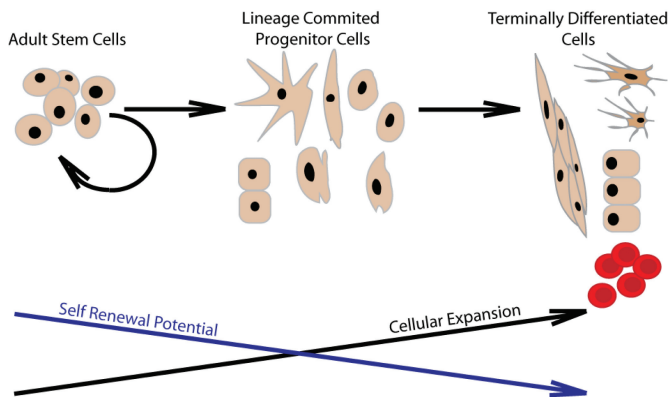 Adult Stem Cells
Lineage Commited
Progenitor Cells
Terminally Differentiated
Cells
Self Renewal Potential
Cellular Expansion